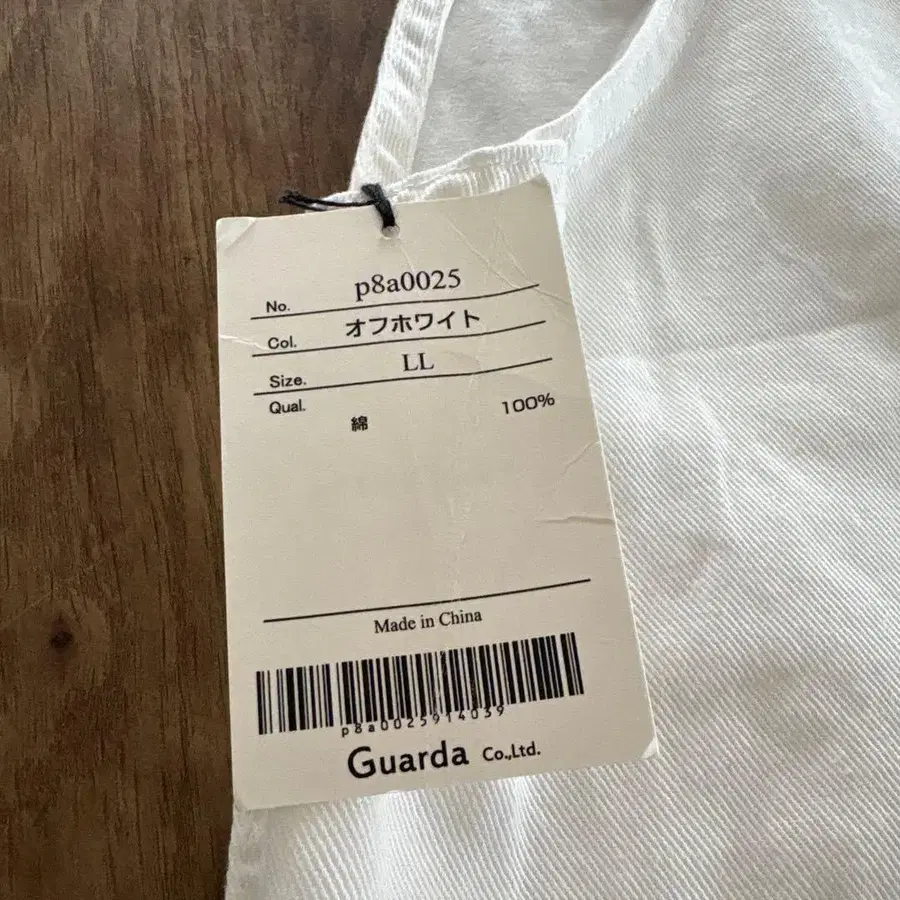 No. p8a0025
Col. オフホワイト
Size. LL
Qual.
綿 100%
Made in China
p8a0025914039
Guarda Co.,Ltd.